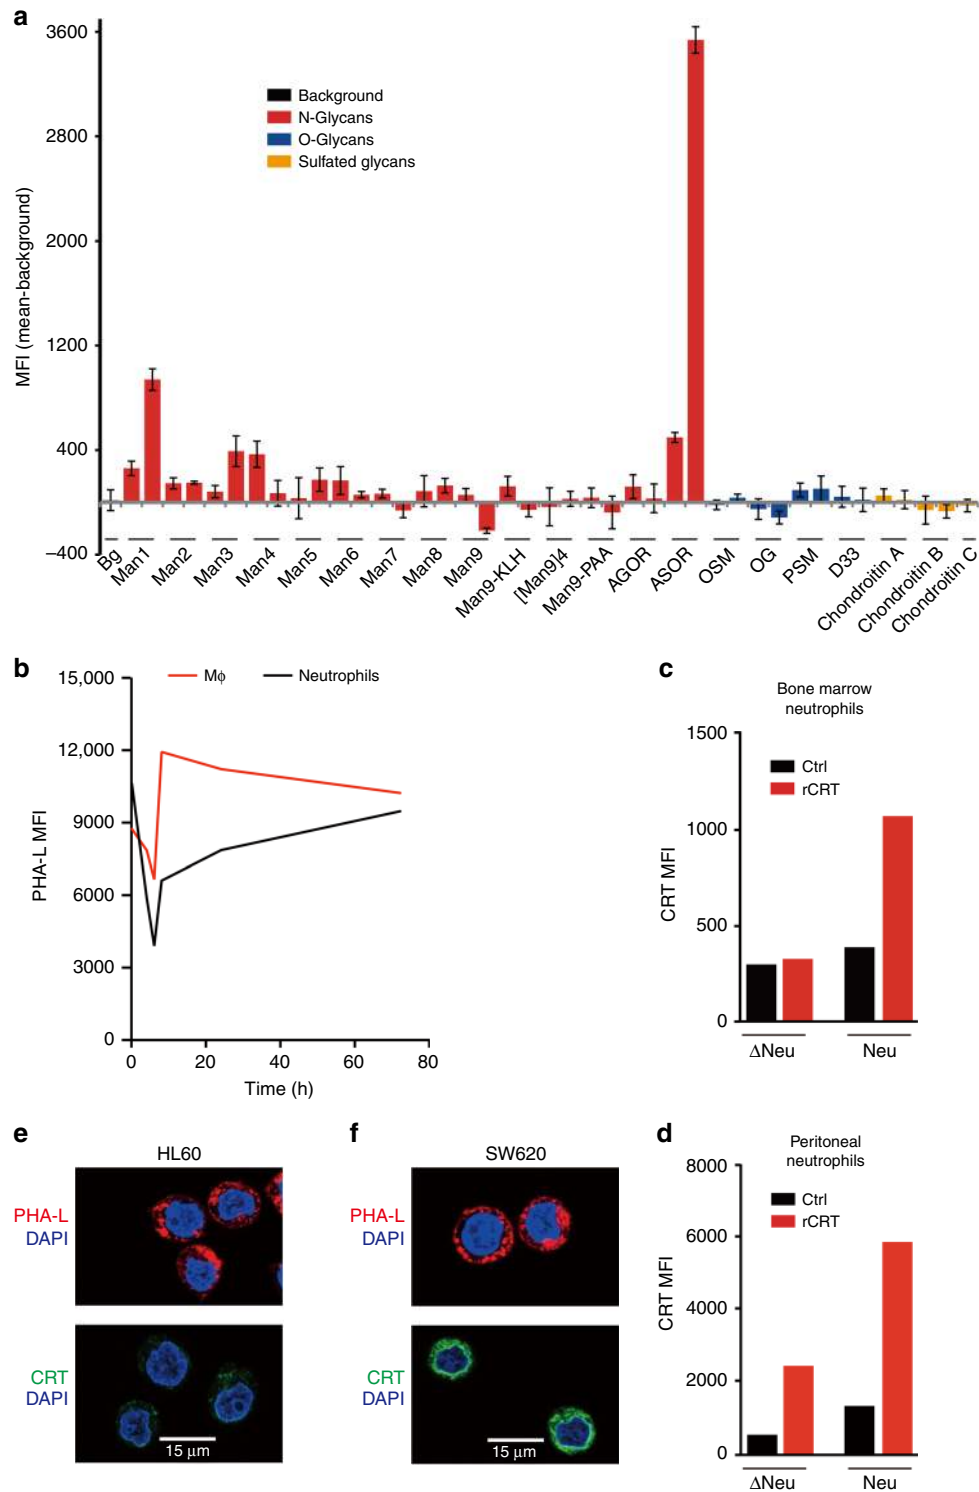 a
3600
2800
2000
1200
400
–400
MFI (mean-background)
Background
N-Glycans
O-Glycans
Sulfated glycans
Bg
Man1
Man2
Man3
Man4
Man5
Man6
Man7
Man8
Man9
Man9-KLH
[Man9]4
Man9-PAA
AGOR
ASOR
OSM
OG
PSM
D33
Chondroitin A
Chondroitin B
Chondroitin C
b
15,000
12,000
9000
6000
3000
0
PHA-L MFI
Mϕ
Neutrophils
0
20
40
60
80
Time (h)
c
Bone marrow
neutrophils
1500
1000
500
0
CRT MFI
Ctrl
rCRT
ΔNeu
Neu
e
HL60
PHA-L
DAPI
CRT
DAPI
15 μm
f
SW620
PHA-L
DAPI
CRT
DAPI
15 μm
d
Peritoneal
neutrophils
8000
6000
4000
2000
0
CRT MFI
Ctrl
rCRT
ΔNeu
Neu